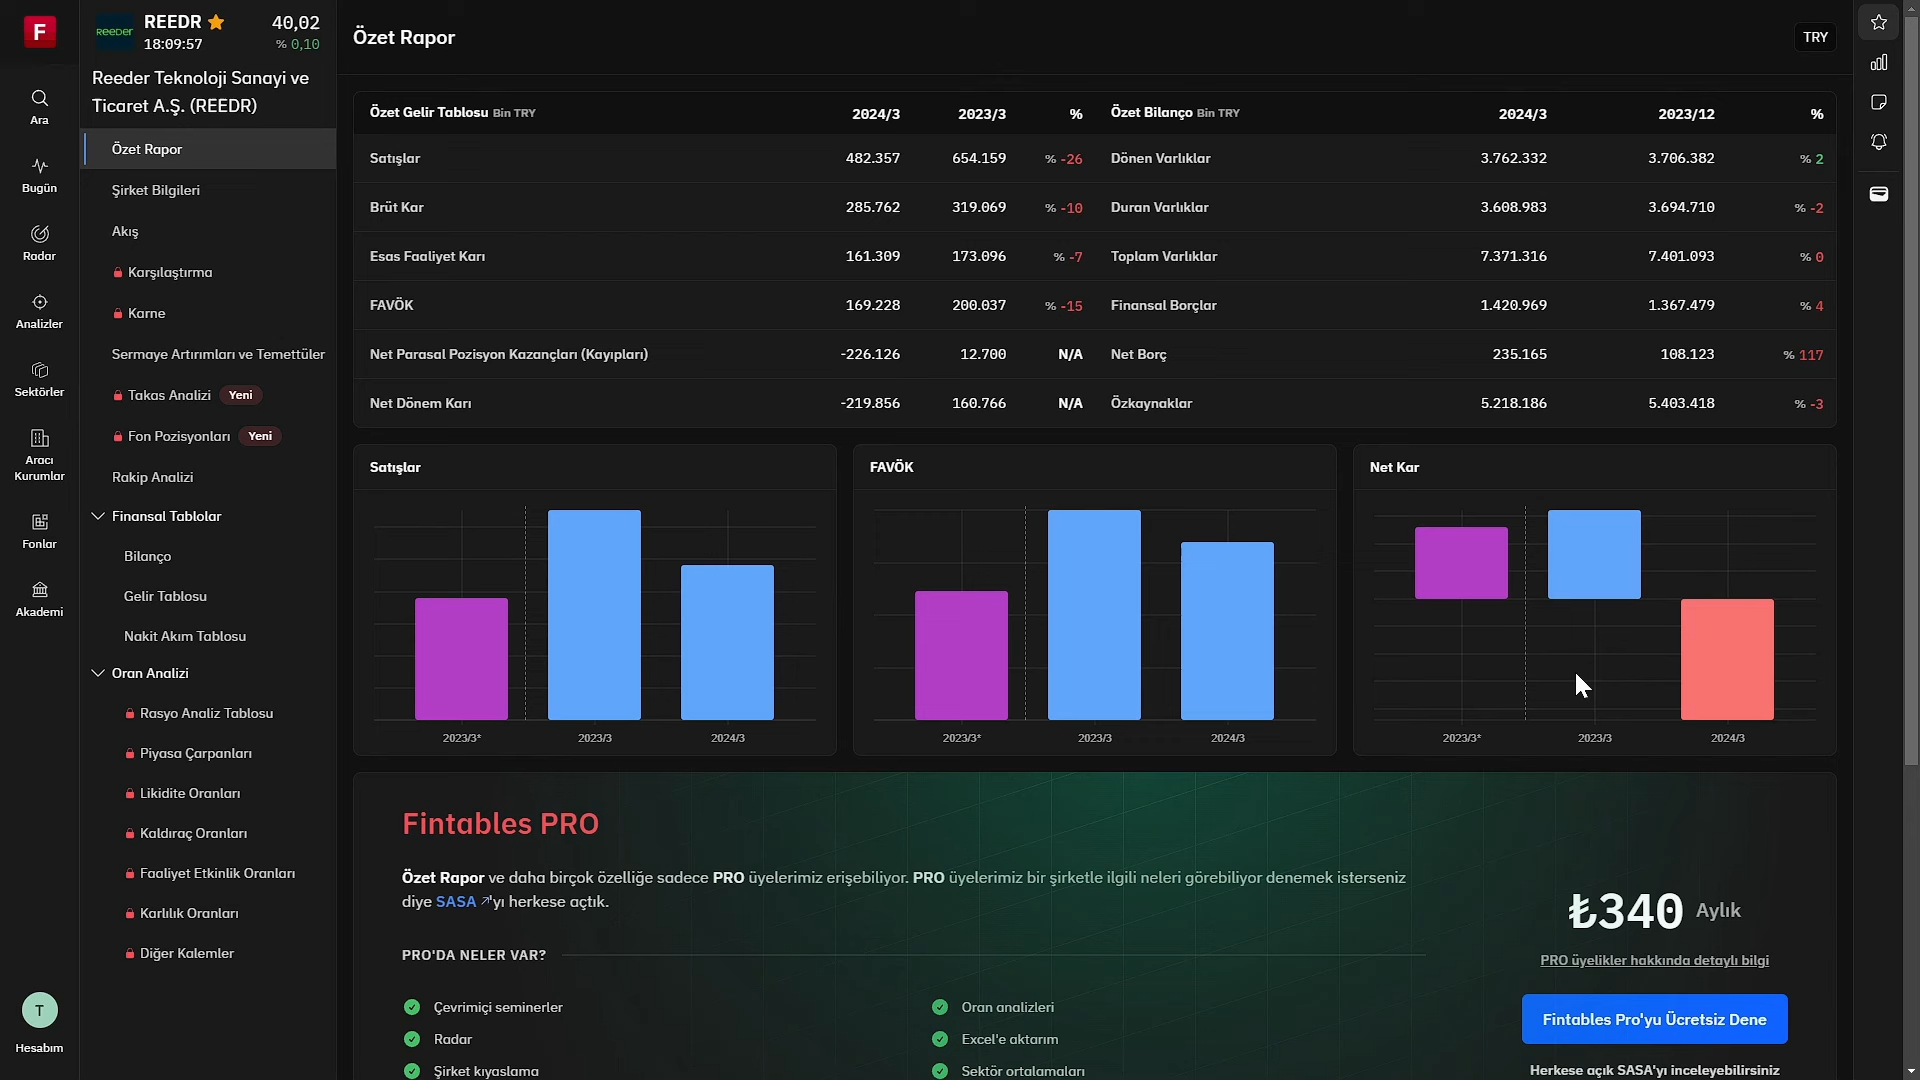 F
Ara
Bugün
Radar
Analizler
Sektörler
Aracı
Kurumlar
Fonlar
Akademi
T
Hesabım
reeder
REEDR
40,02
18:09:57
% 0,10
Reeder Teknoloji Sanayi ve
Ticaret A.Ş. (REEDR)
Özet Rapor
Şirket Bilgileri
Akış
Karşılaştırma
Karne
Sermaye Artırımları ve Temettüler
Takas Analizi Yeni
Fon Pozisyonları Yeni
Rakip Analizi
Finansal Tablolar
Bilanço
Gelir Tablosu
Nakit Akım Tablosu
Oran Analizi
Rasyo Analiz Tablosu
Piyasa Çarpanları
Likidite Oranları
Kaldıraç Oranları
Faaliyet Etkinlik Oranları
Karlılık Oranları
Diğer Kalemler
Özet Rapor
TRY
Özet Gelir Tablosu Bin TRY 2024/3 2023/3 %
Satışlar 482.357 654.159 % -26
Brüt Kar 285.762 319.069 % -10
Esas Faaliyet Karı 161.309 173.096 % -7
FAVÖK 169.228 200.037 % -15
Net Parasal Pozisyon Kazançları (Kayıpları) -226.126 12.700 N/A
Net Dönem Karı -219.856 160.766 N/A
Özet Bilanço Bin TRY 2024/3 2023/12 %
Dönen Varlıklar 3.762.332 3.706.382 % 2
Duran Varlıklar 3.608.983 3.694.710 % -2
Toplam Varlıklar 7.371.316 7.401.093 % 0
Finansal Borçlar 1.420.969 1.367.479 % 4
Net Borç 235.165 108.123 % 117
Özkaynaklar 5.218.186 5.403.418 % -3
Satışlar
2023/3* 2023/3 2024/3
FAVÖK
2023/3* 2023/3 2024/3
Net Kar
2023/3* 2023/3 2024/3
Fintables PRO
Özet Rapor ve daha birçok özelliğe sadece PRO üyelerimiz erişebiliyor. PRO üyelerimiz bir şirketle ilgili neleri görebiliyor denemek isterseniz
diye SASA ↗'yı herkese açtık.
PRO'DA NELER VAR?
Çevrimiçi seminerler
Radar
Şirket kıyaslama
Oran analizleri
Excel'e aktarım
Sektör ortalamaları
₺340 Aylık
PRO üyelikler hakkında detaylı bilgi
Fintables Pro'yu Ücretsiz Dene
Herkese açık SASA'yı inceleyebilirsiniz